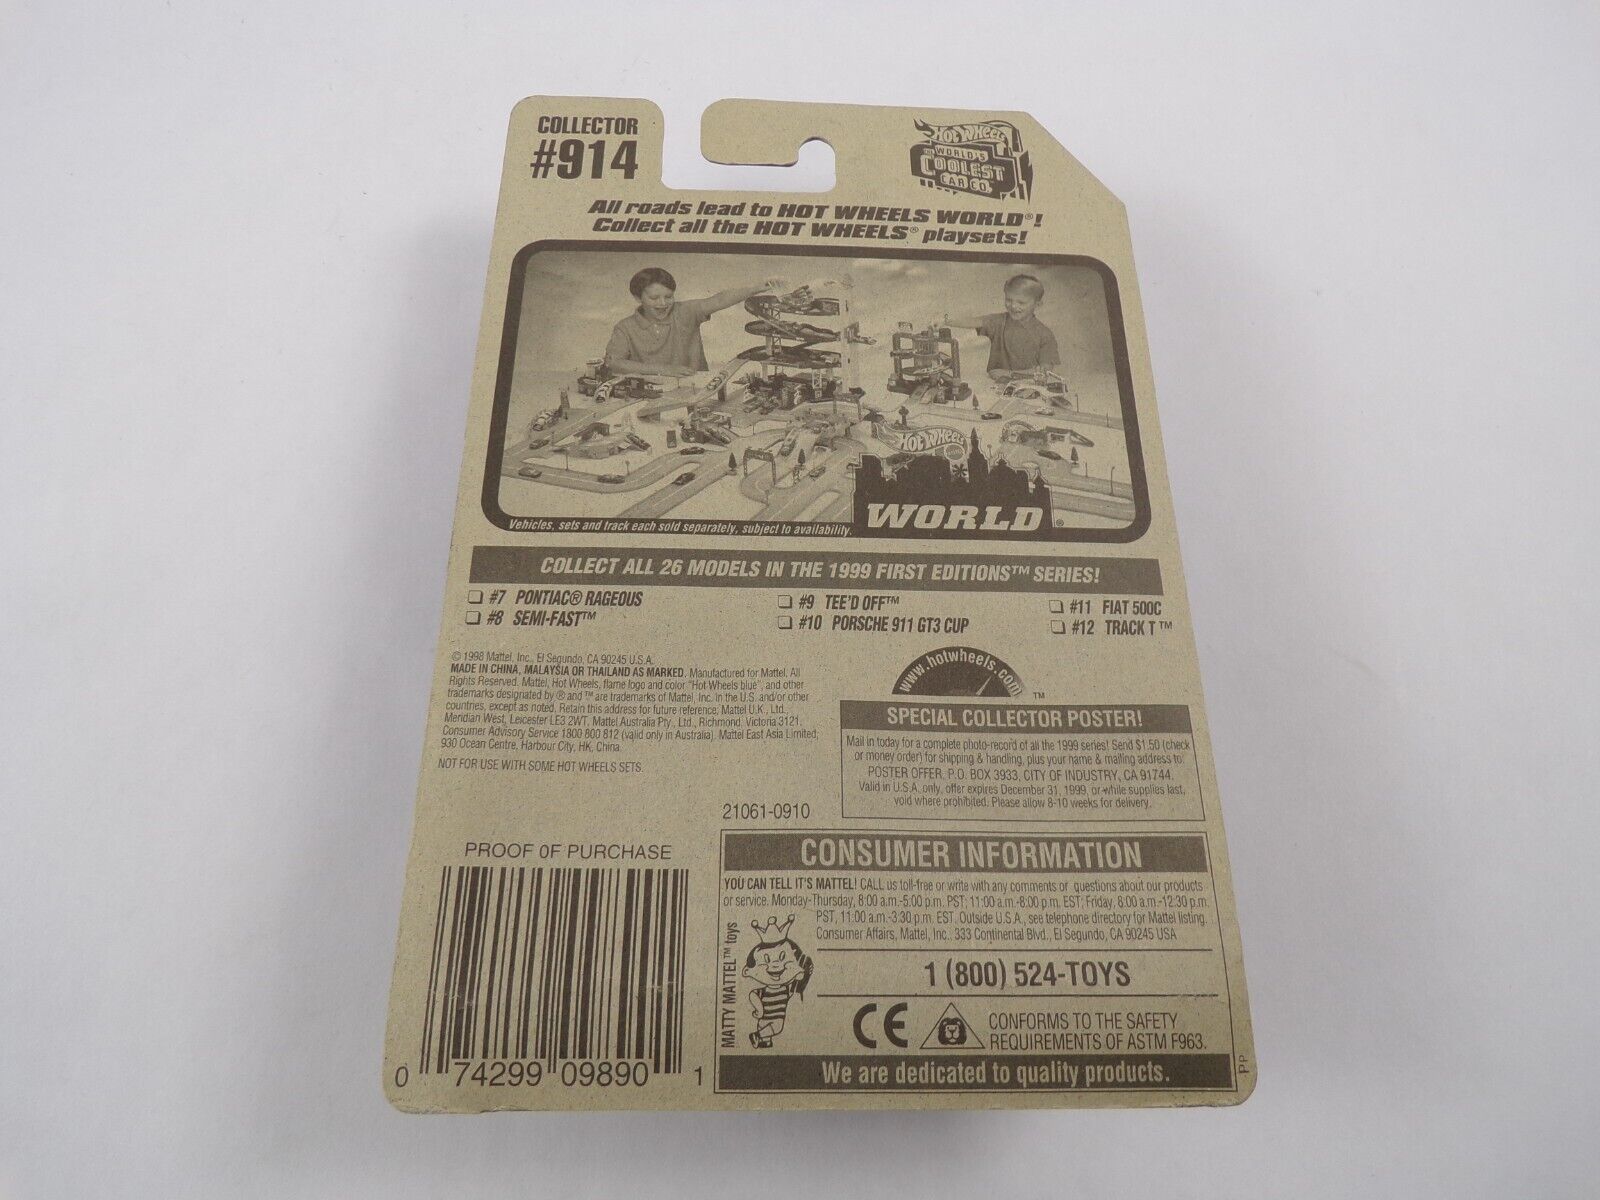 COLLECTOR
#914
HOT WHEELS
WORLD'S
COOLEST
CAR CO.
All roads lead to HOT WHEELS WORLD®!
Collect all the HOT WHEELS® playsets!
HOT WHEELS
WORLD®
Vehicles, sets and track each sold separately, subject to availability.
COLLECT ALL 26 MODELS IN THE 1999 FIRST EDITIONS™ SERIES!
#7 PONTIAC® RAGEOUS
#8 SEMI-FAST™
#9 TEE'D OFF™
#10 PORSCHE 911 GT3 CUP
#11 FIAT 500C
#12 TRACK T™
© 1998 Mattel, Inc., El Segundo, CA 90245 U.S.A.
MADE IN CHINA, MALAYSIA OR THAILAND AS MARKED. Manufactured for Mattel. All
Rights Reserved. Mattel, Hot Wheels, flame logo and color "Hot Wheels blue", and other
trademarks designated by ® and ™ are trademarks of Mattel, Inc. in the U.S. and/or other
countries, except as noted. Retain this address for future reference; Mattel U.K., Ltd.,
Meridian West, Leicester LE3 2WT. Mattel Australia Pty., Ltd., Richmond, Victoria 3121.
Consumer Advisory Service 1800 800 812 (valid only in Australia). Mattel East Asia Limited;
930 Ocean Centre, Harbour City, HK, China.
NOT FOR USE WITH SOME HOT WHEELS SETS.
www.hotwheels.com ™
SPECIAL COLLECTOR POSTER!
Mail in today for a complete photo-record of all the 1999 series! Send $1.50 (check
or money order) for shipping & handling, plus your name & mailing address to:
POSTER OFFER, P.O. BOX 3933, CITY OF INDUSTRY, CA 91744.
Valid in U.S.A. only, offer expires December 31, 1999, or while supplies last,
void where prohibited. Please allow 8-10 weeks for delivery.
21061-0910
PROOF OF PURCHASE
0 74299 09890 1
CONSUMER INFORMATION
YOU CAN TELL IT'S MATTEL! CALL us toll-free or write with any comments or questions about our products
or service. Monday-Thursday, 8:00 a.m.-5:00 p.m. PST; 11:00 a.m.-8:00 p.m. EST; Friday, 8:00 a.m.-12:30 p.m.
PST, 11:00 a.m.-3:30 p.m. EST. Outside U.S.A., see telephone directory for Mattel listing.
Consumer Affairs, Mattel, Inc., 333 Continental Blvd., El Segundo, CA 90245 USA
1 (800) 524-TOYS
MATTY MATTEL™ toys
CE
CONFORMS TO THE SAFETY
REQUIREMENTS OF ASTM F963.
We are dedicated to quality products.
PP